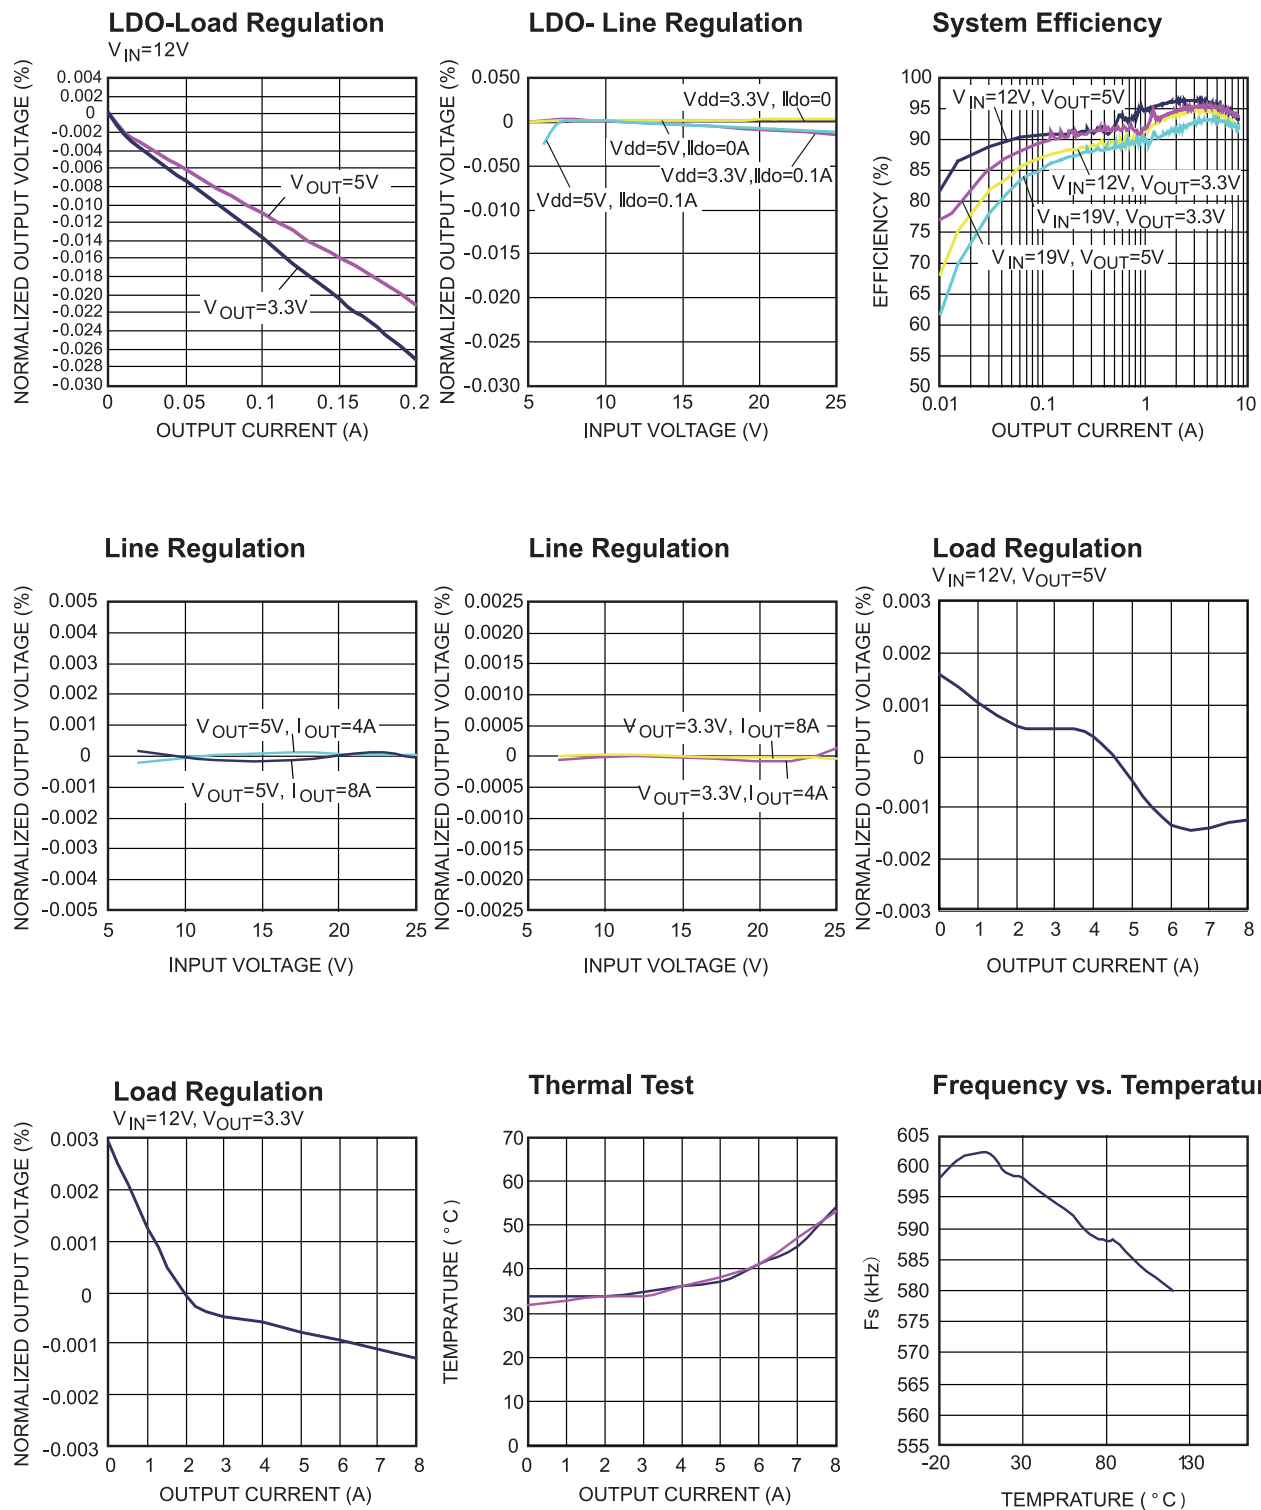 LDO-Load Regulation
VIN=12V
NORMALIZED OUTPUT VOLTAGE (%)
0.004
0.002
0
-0.002
-0.004
-0.006
-0.008
-0.010
-0.012
-0.014
-0.016
-0.018
-0.020
-0.022
-0.024
-0.026
-0.028
-0.030
VOUT=5V
VOUT=3.3V
0 0.05 0.1 0.15 0.2
OUTPUT CURRENT (A)
LDO- Line Regulation
NORMALIZED OUTPUT VOLTAGE (%)
0.050
0
-0.050
-0.010
-0.015
-0.020
-0.025
-0.030
Vdd=3.3V, Ildo=0
Vdd=5V, Ildo=0A
Vdd=3.3V, Ildo=0.1A
Vdd=5V, Ildo=0.1A
5 10 15 20 25
INPUT VOLTAGE (V)
System Efficiency
EFFICIENCY (%)
100
95
90
85
80
75
70
65
60
55
50
VIN=12V, VOUT=5V
VIN=12V, VOUT=3.3V
VIN=19V, VOUT=3.3V
VIN=19V, VOUT=5V
0.01 0.1 1 10
OUTPUT CURRENT (A)
Line Regulation
NORMALIZED OUTPUT VOLTAGE (%)
0.005
0.004
0.003
0.002
0.001
0
-0.001
-0.002
-0.003
-0.004
-0.005
VOUT=5V, IOUT=4A
VOUT=5V, IOUT=8A
5 10 15 20 25
INPUT VOLTAGE (V)
Line Regulation
NORMALIZED OUTPUT VOLTAGE (%)
0.0025
0.0020
0.0015
0.0010
0.0005
0
-0.0005
-0.0010
-0.0015
-0.0020
-0.0025
VOUT=3.3V, IOUT=8A
VOUT=3.3V, IOUT=4A
5 10 15 20 25
INPUT VOLTAGE (V)
Load Regulation
VIN=12V, VOUT=5V
NORMALIZED OUTPUT VOLTAGE (%)
0.003
0.002
0.001
0
-0.001
-0.002
-0.003
0 1 2 3 4 5 6 7 8
OUTPUT CURRENT (A)
Load Regulation
VIN=12V, VOUT=3.3V
NORMALIZED OUTPUT VOLTAGE (%)
0.003
0.002
0.001
0
-0.001
-0.002
-0.003
0 1 2 3 4 5 6 7 8
OUTPUT CURRENT (A)
Thermal Test
TEMPRATURE ( °C)
70
60
50
40
30
20
10
0
0 1 2 3 4 5 6 7 8
OUTPUT CURRENT (A)
Frequency vs. Temperatur
Fs (kHz)
605
600
595
590
585
580
575
570
565
560
555
-20 30 80 130
TEMPRATURE ( °C)